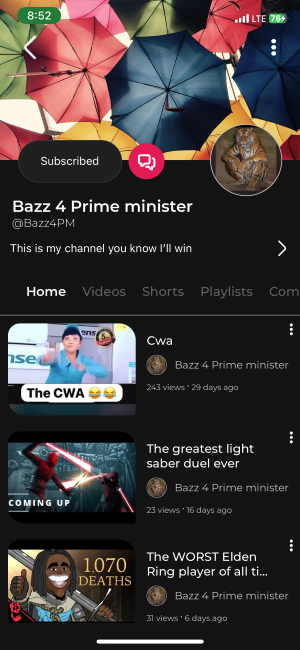 8:52
LTE 76
Subscribed
Bazz 4 Prime minister
@Bazz4PM
This is my channel you know I'll win
Home Videos Shorts Playlists Com
The CWA 😂😂
Cwa
Bazz 4 Prime minister
243 views • 29 days ago
COMING UP
The greatest light
saber duel ever
Bazz 4 Prime minister
23 views • 16 days ago
1,070
DEATHS
The WORST Elden
Ring player of all ti...
Bazz 4 Prime minister
31 views • 6 days ago